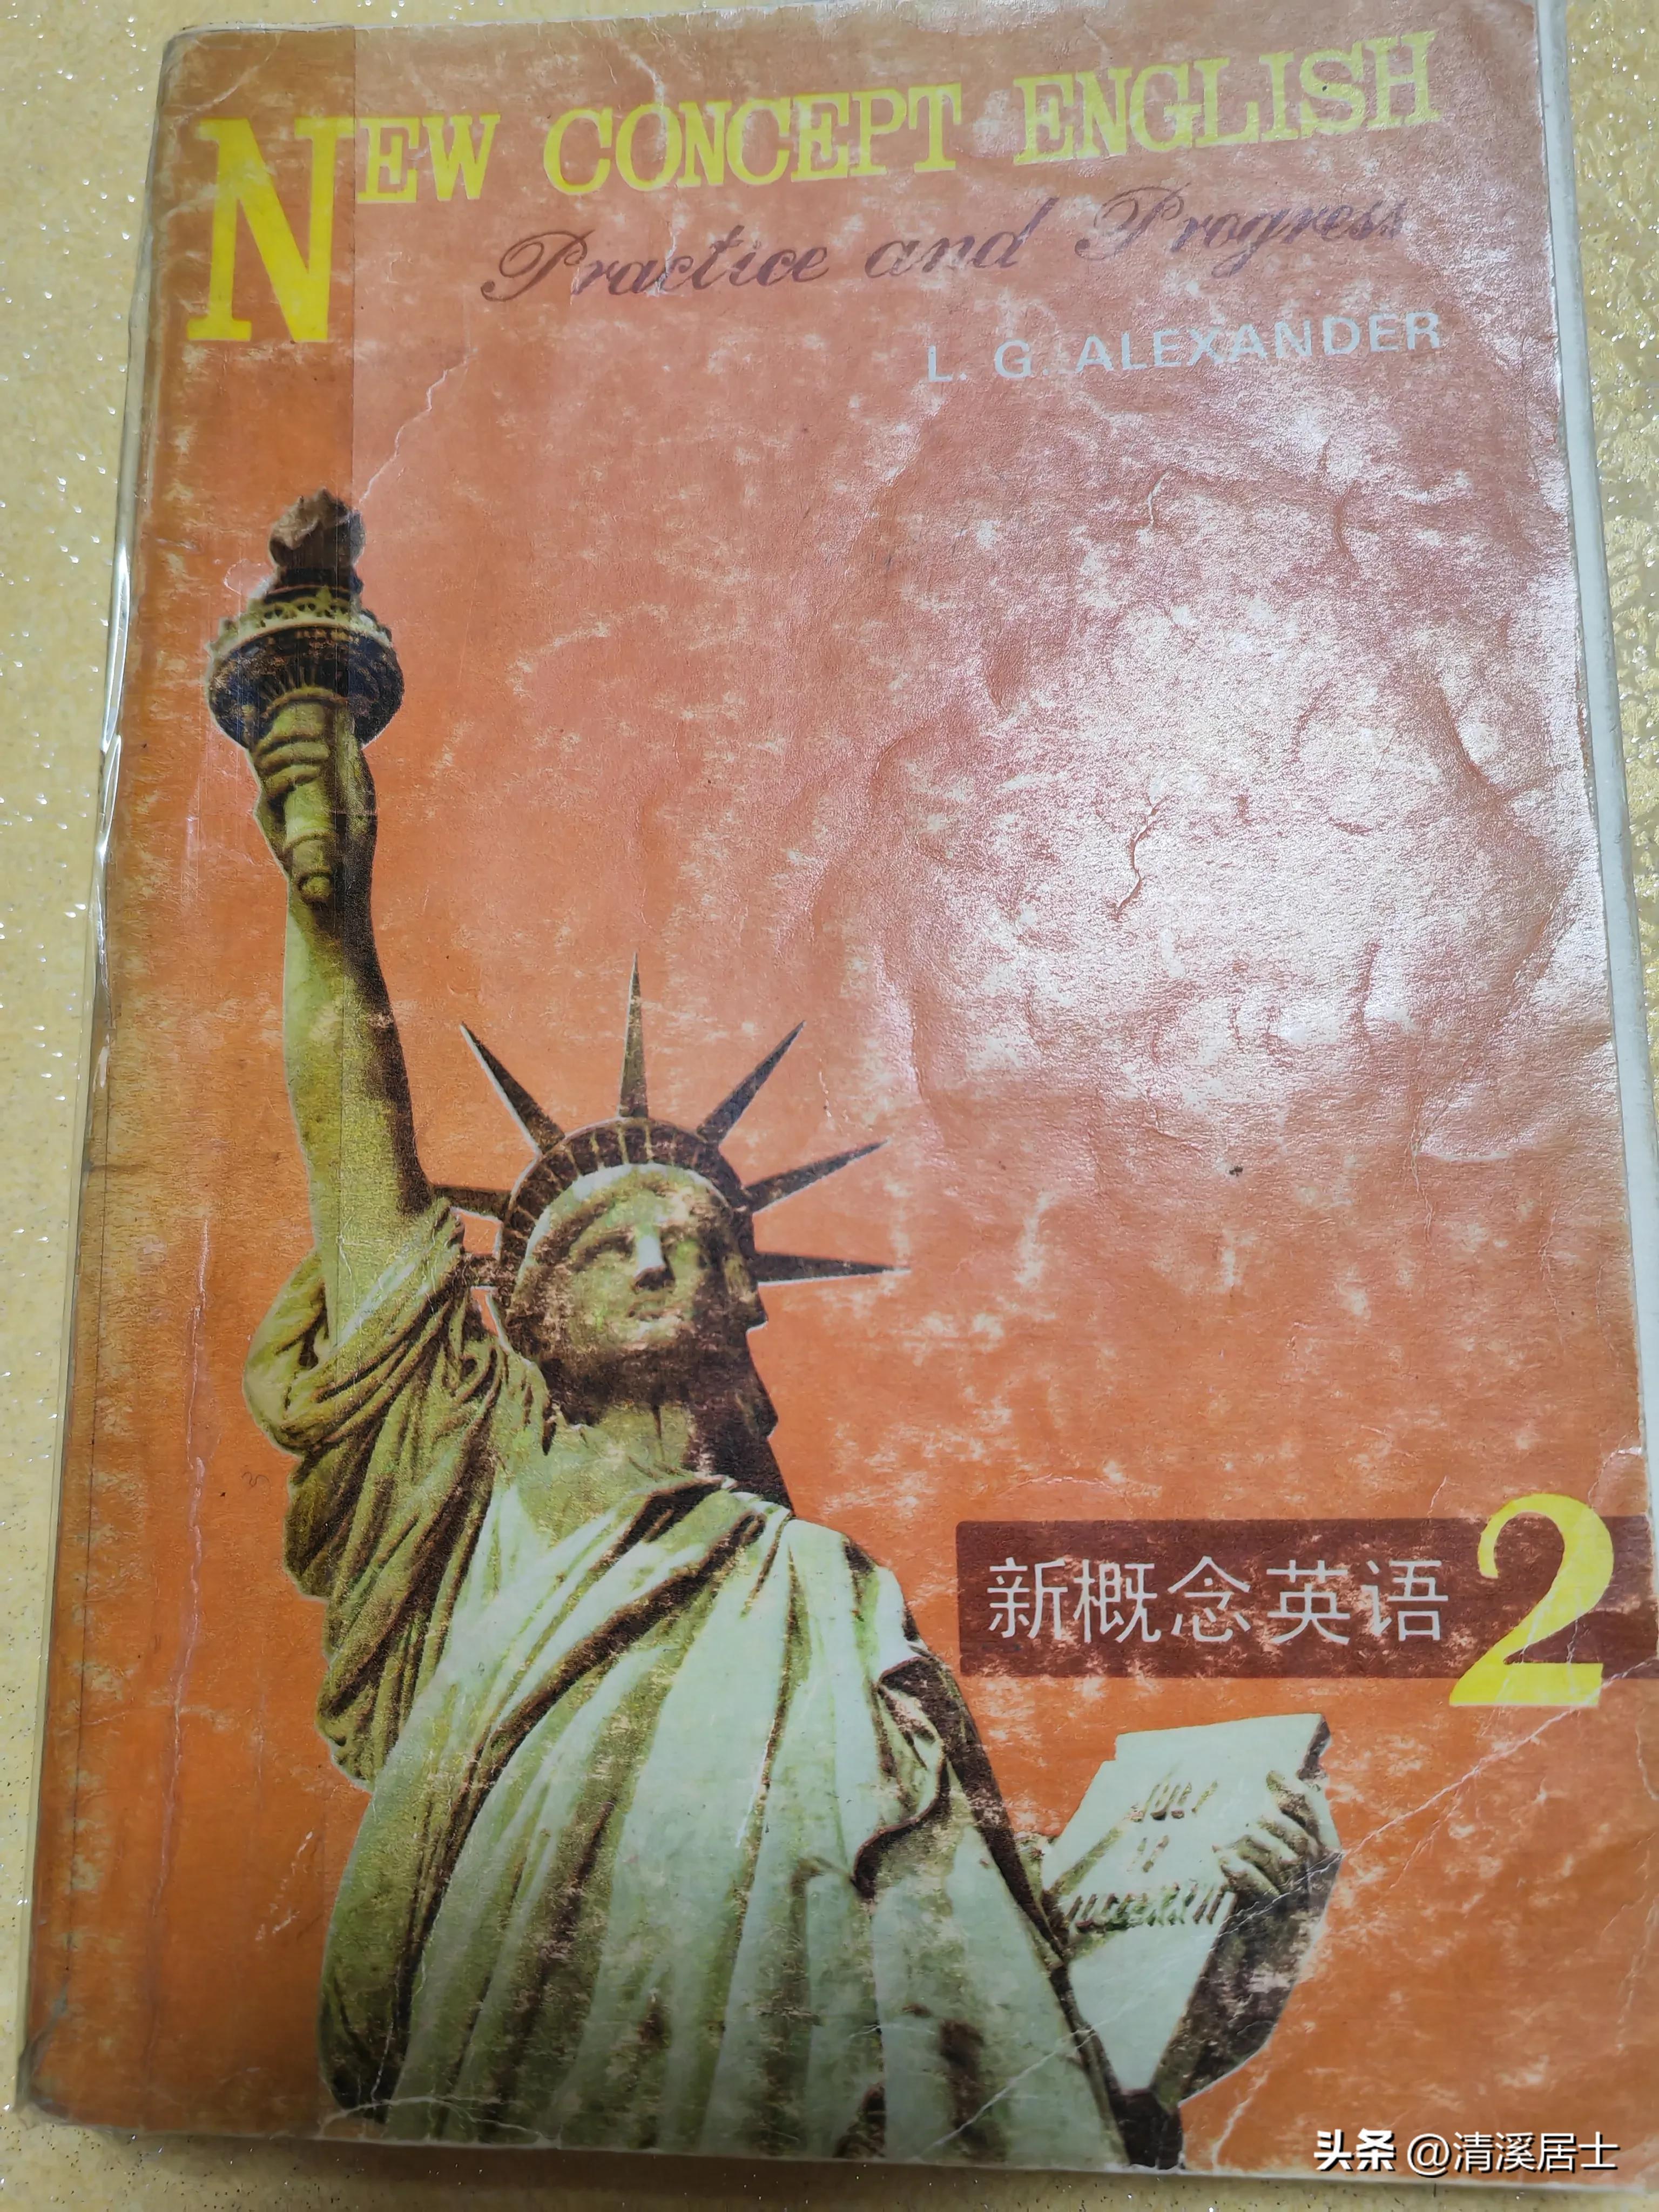 NEW CONCEPT ENGLISH
Practice and Progress
L. G. ALEXANDER
新概念英语2
头条 @清溪居士